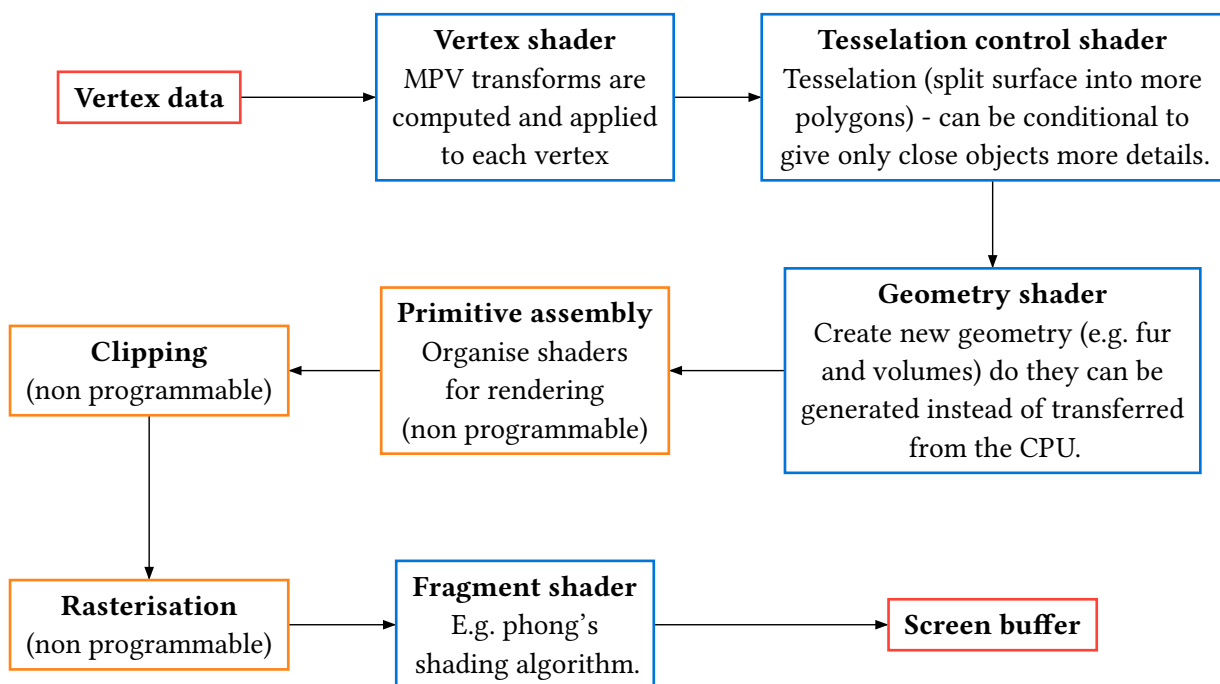 Vertex data
Vertex shader
MPV transforms are
computed and applied
to each vertex
Tesselation control shader
Tesselation (split surface into more
polygons) - can be conditional to
give only close objects more details.
Geometry shader
Create new geometry (e.g. fur
and volumes) do they can be
generated instead of transferred
from the CPU.
Primitive assembly
Organise shaders
for rendering
(non programmable)
Clipping
(non programmable)
Rasterisation
(non programmable)
Fragment shader
E.g. phong’s
shading algorithm.
Screen buffer